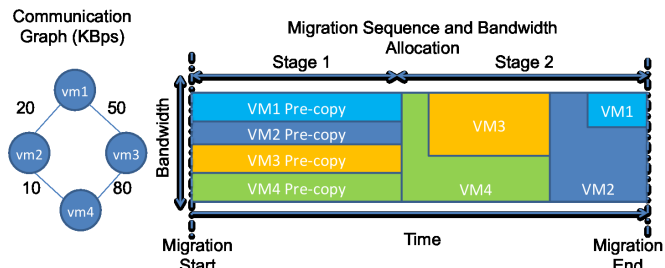 Communication
Graph (KBps)
Migration Sequence and Bandwidth
Allocation
Stage 1
Stage 2
vm1
20
50
vm2
vm3
10
80
vm4
Bandwidth
VM1 Pre-copy
VM2 Pre-copy
VM3 Pre-copy
VM4 Pre-copy
VM3
VM1
VM4
VM2
Time
Migration
Start
Migration
End